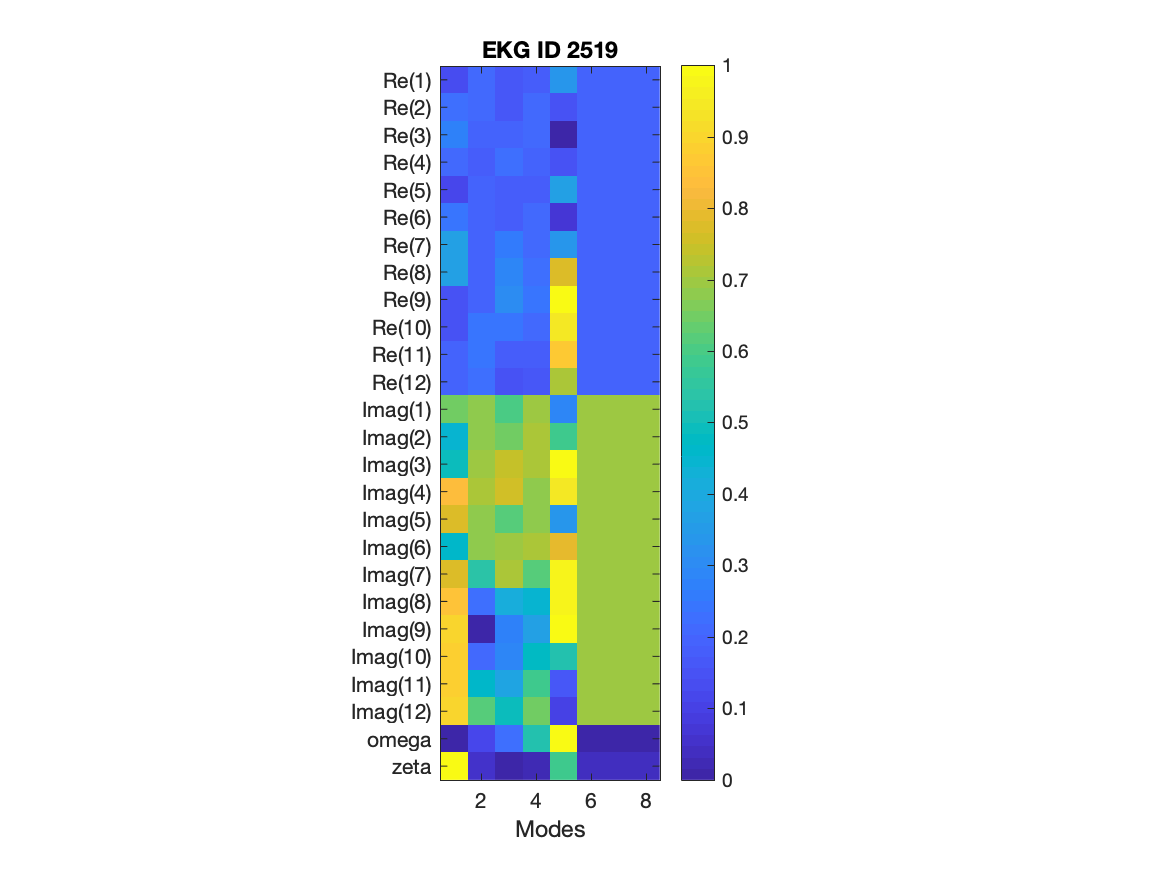 EKG ID 2519
Re(1)
Re(2)
Re(3)
Re(4)
Re(5)
Re(6)
Re(7)
Re(8)
Re(9)
Re(10)
Re(11)
Re(12)
Imag(1)
Imag(2)
Imag(3)
Imag(4)
Imag(5)
Imag(6)
Imag(7)
Imag(8)
Imag(9)
Imag(10)
Imag(11)
Imag(12)
omega
zeta
2 4 6 8
Modes
1
0.9
0.8
0.7
0.6
0.5
0.4
0.3
0.2
0.1
0